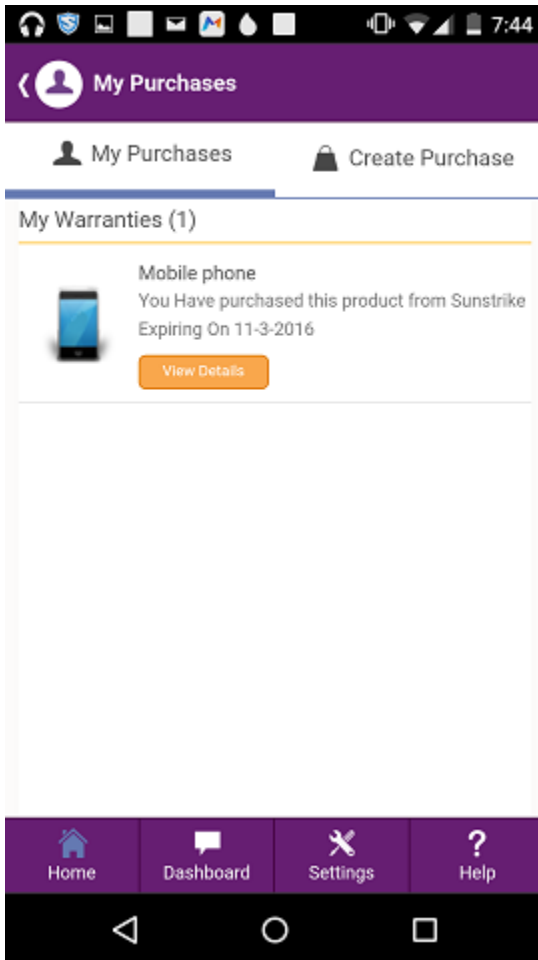 7:44
My Purchases
My Purchases
Create Purchase
My Warranties (1)
Mobile phone
You Have purchased this product from Sunstrike
Expiring On 11-3-2016
View Details
Home
Dashboard
Settings
Help